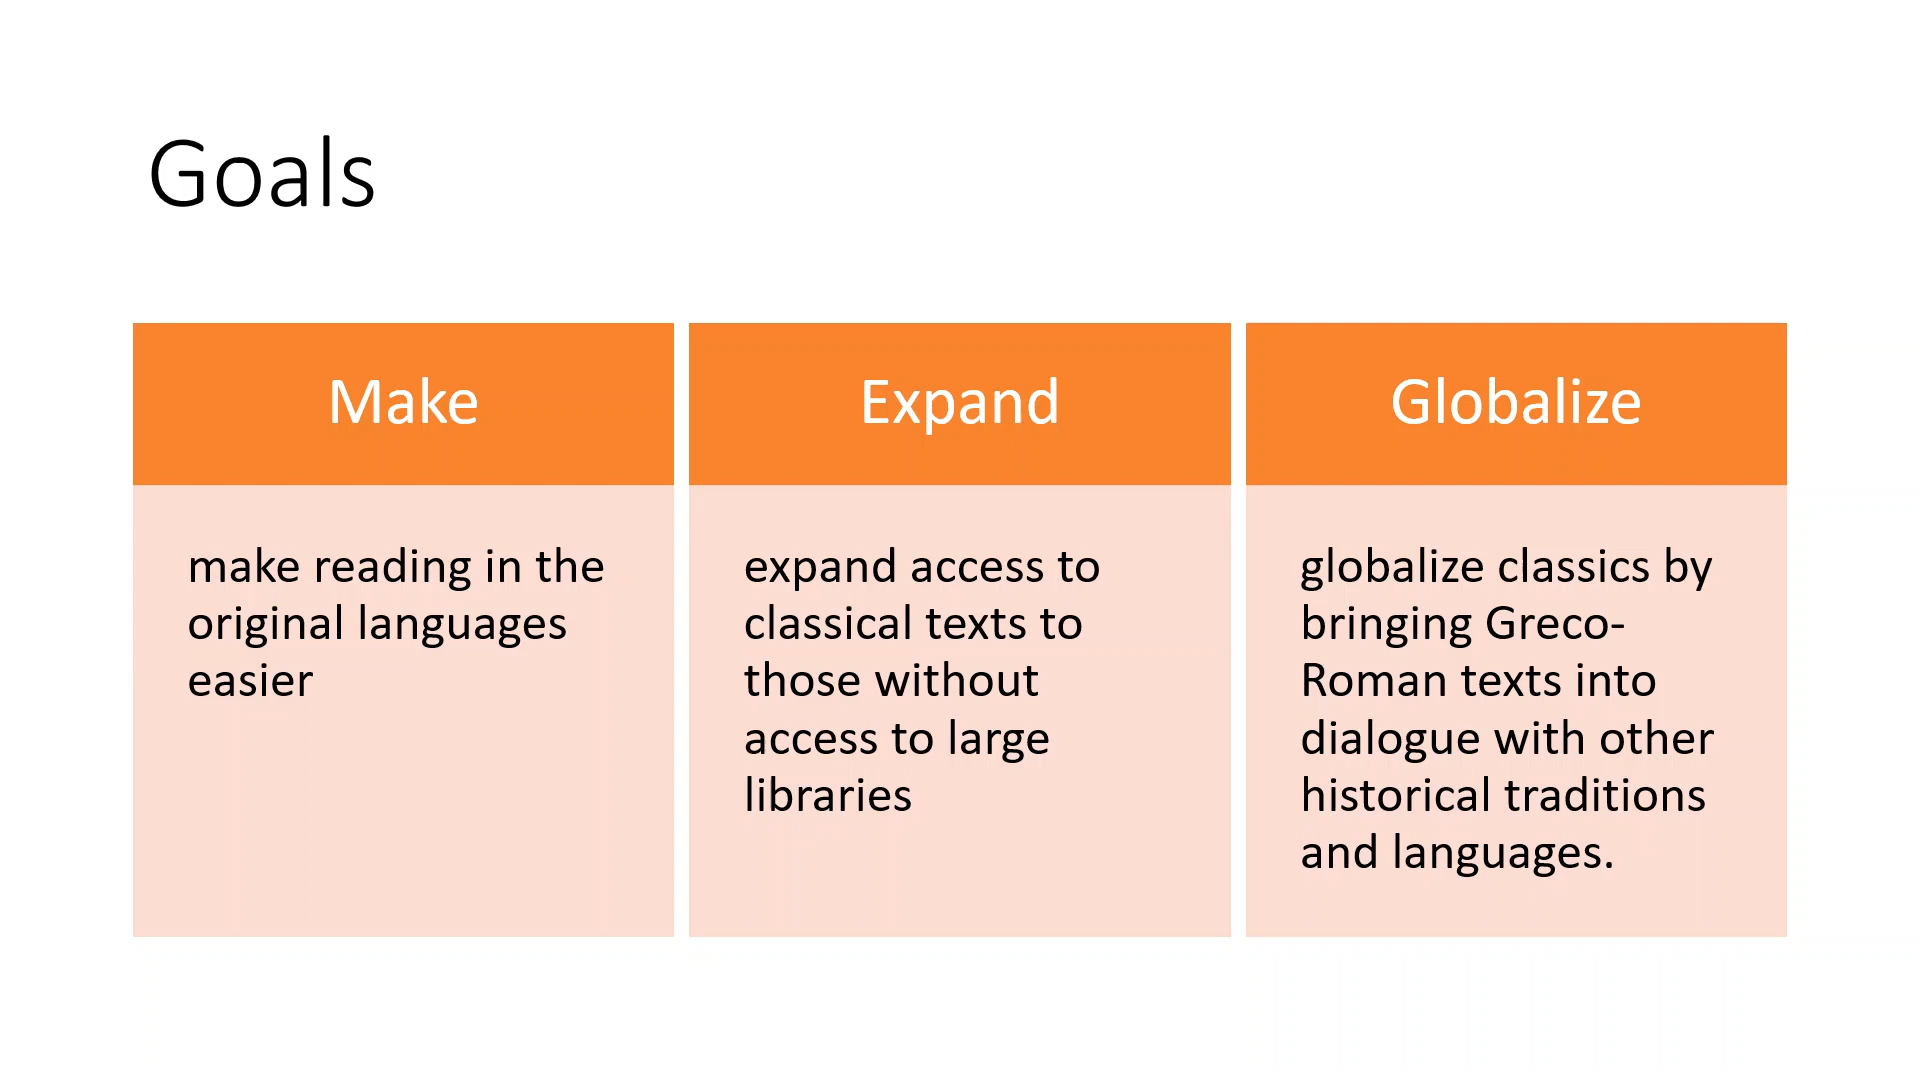 Goals
Make
make reading in the
original languages
easier
Expand
expand access to
classical texts to
those without
access to large
libraries
Globalize
globalize classics by
bringing Greco-
Roman texts into
dialogue with other
historical traditions
and languages.